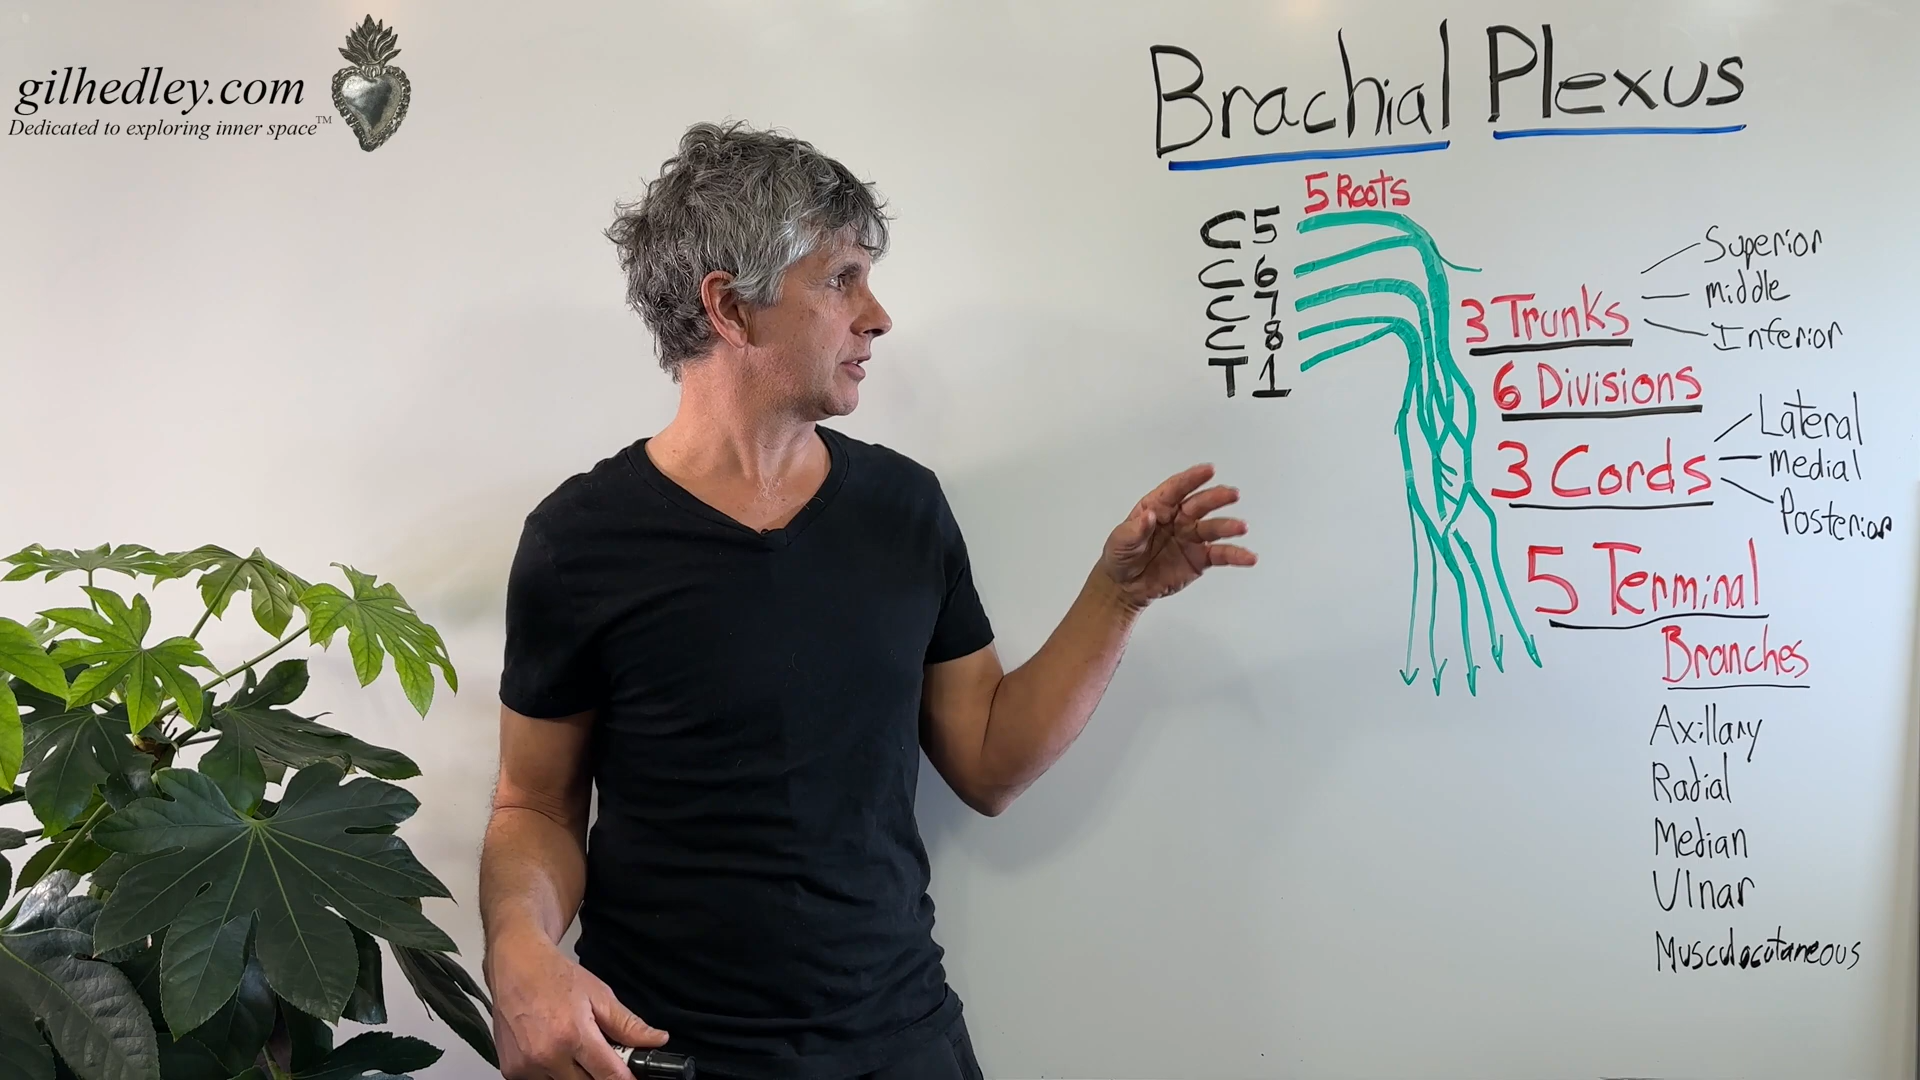 gilhedley.com
Dedicated to exploring inner space™
Brachial Plexus
5 Roots
C5
C6
C7
C8
T1
3 Trunks
Superior
middle
Inferior
6 Divisions
3 Cords
Lateral
Medial
Posterior
5 Terminal
Branches
Axillary
Radial
Median
Ulnar
Musculocutaneous